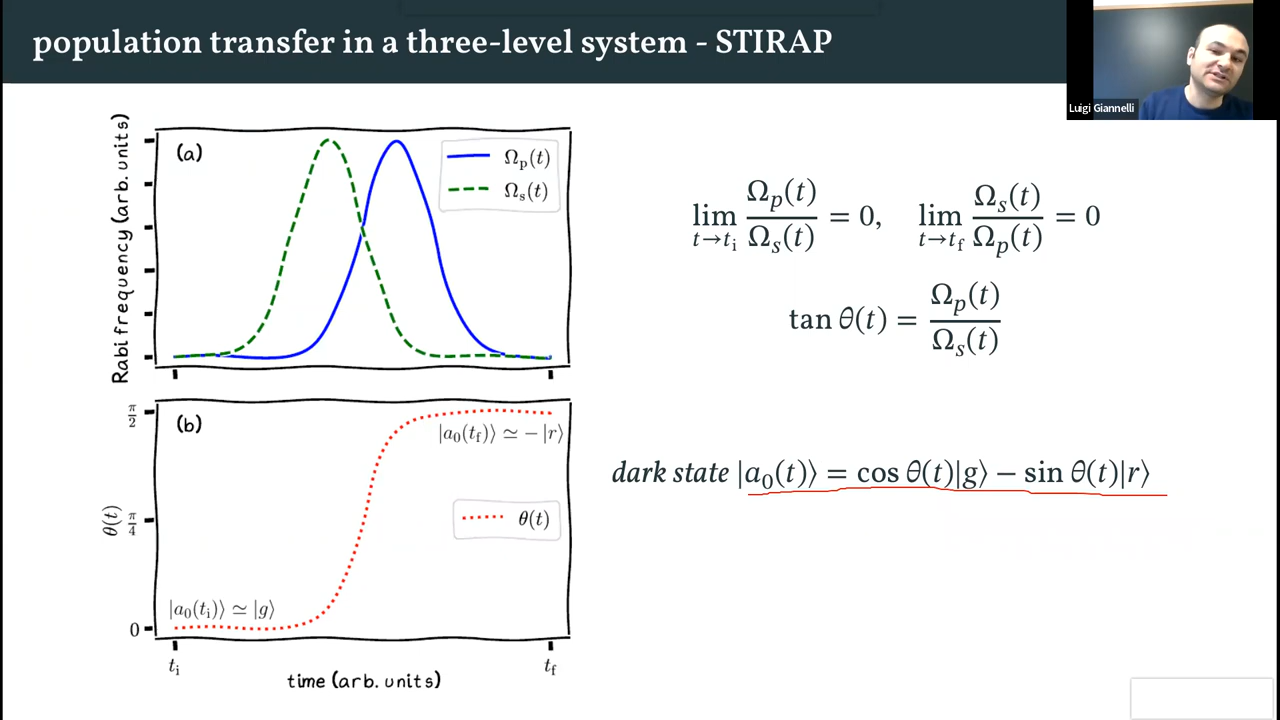 population transfer in a three-level system - STIRAP
Luigi Giannelli
Rabi frequency (arb. units)
(a)
Ωp(t)
Ωs(t)
lim t→ti Ωp(t)/Ωs(t) = 0, lim t→tf Ωs(t)/Ωp(t) = 0
tan θ(t) = Ωp(t)/Ωs(t)
θ(t)
π/2
π/4
0
(b)
|a0(tf)⟩ ≃ −|r⟩
θ(t)
|a0(ti)⟩ ≃ |g⟩
ti
tf
time (arb. units)
dark state |a0(t)⟩ = cos θ(t)|g⟩ − sin θ(t)|r⟩